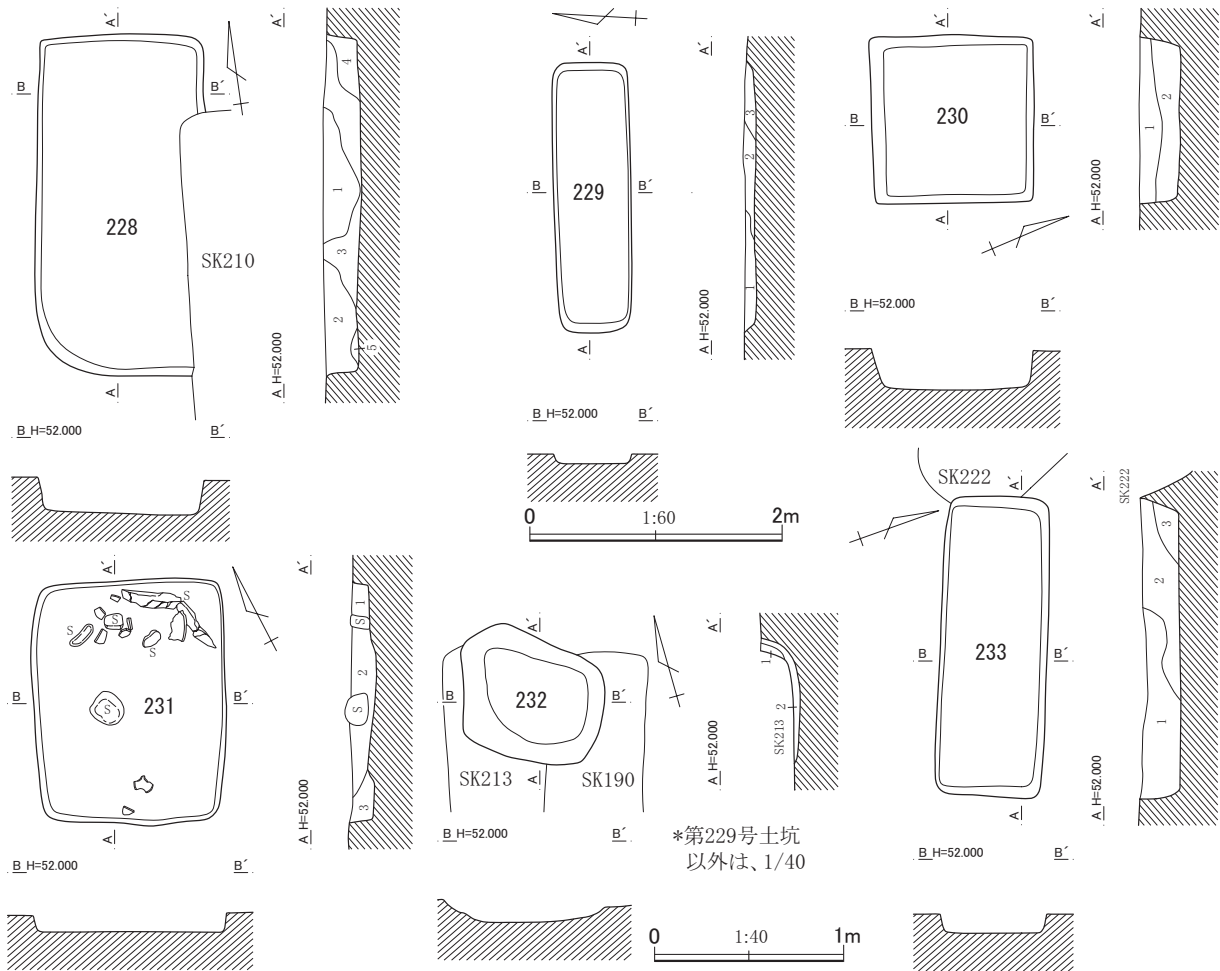 A A´ B B´
228
SK210
A H=52.000 A´
4
1
3
2
5
B H=52.000 B´
A A´ B B´
229
A H=52.000 A´
3
2
1
B H=52.000 B´
0 1:60 2m
A A´ B B´
230
A H=52.000 A´
1 2
B H=52.000 B´
A A´ B B´
S
S
S
S
S
231
A H=52.000 A´
1
S
2
S
3
B H=52.000 B´
A A´ B B´
232
SK213 SK190
A H=52.000 A´
1
2
SK213
B H=52.000 B´
*第229号土坑
以外は、1/40
0 1:40 1m
SK222
A A´ B B´
233
A H=52.000 A´
SK222
3
2
1
B H=52.000 B´